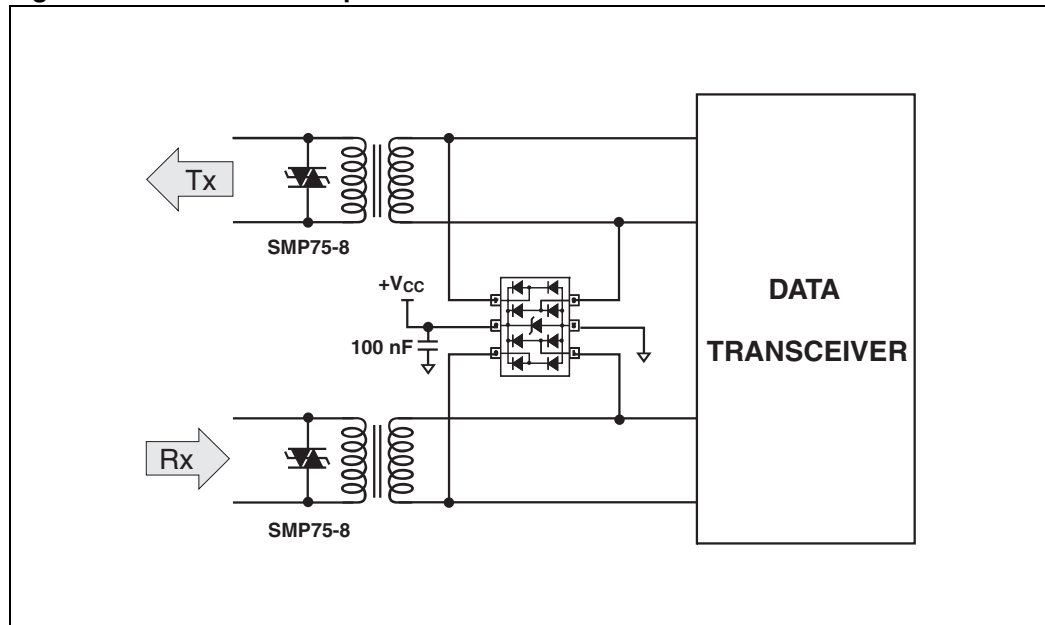 Tx
SMP75-8
+VCC
100 nF
DATA
TRANSCEIVER
Rx
SMP75-8